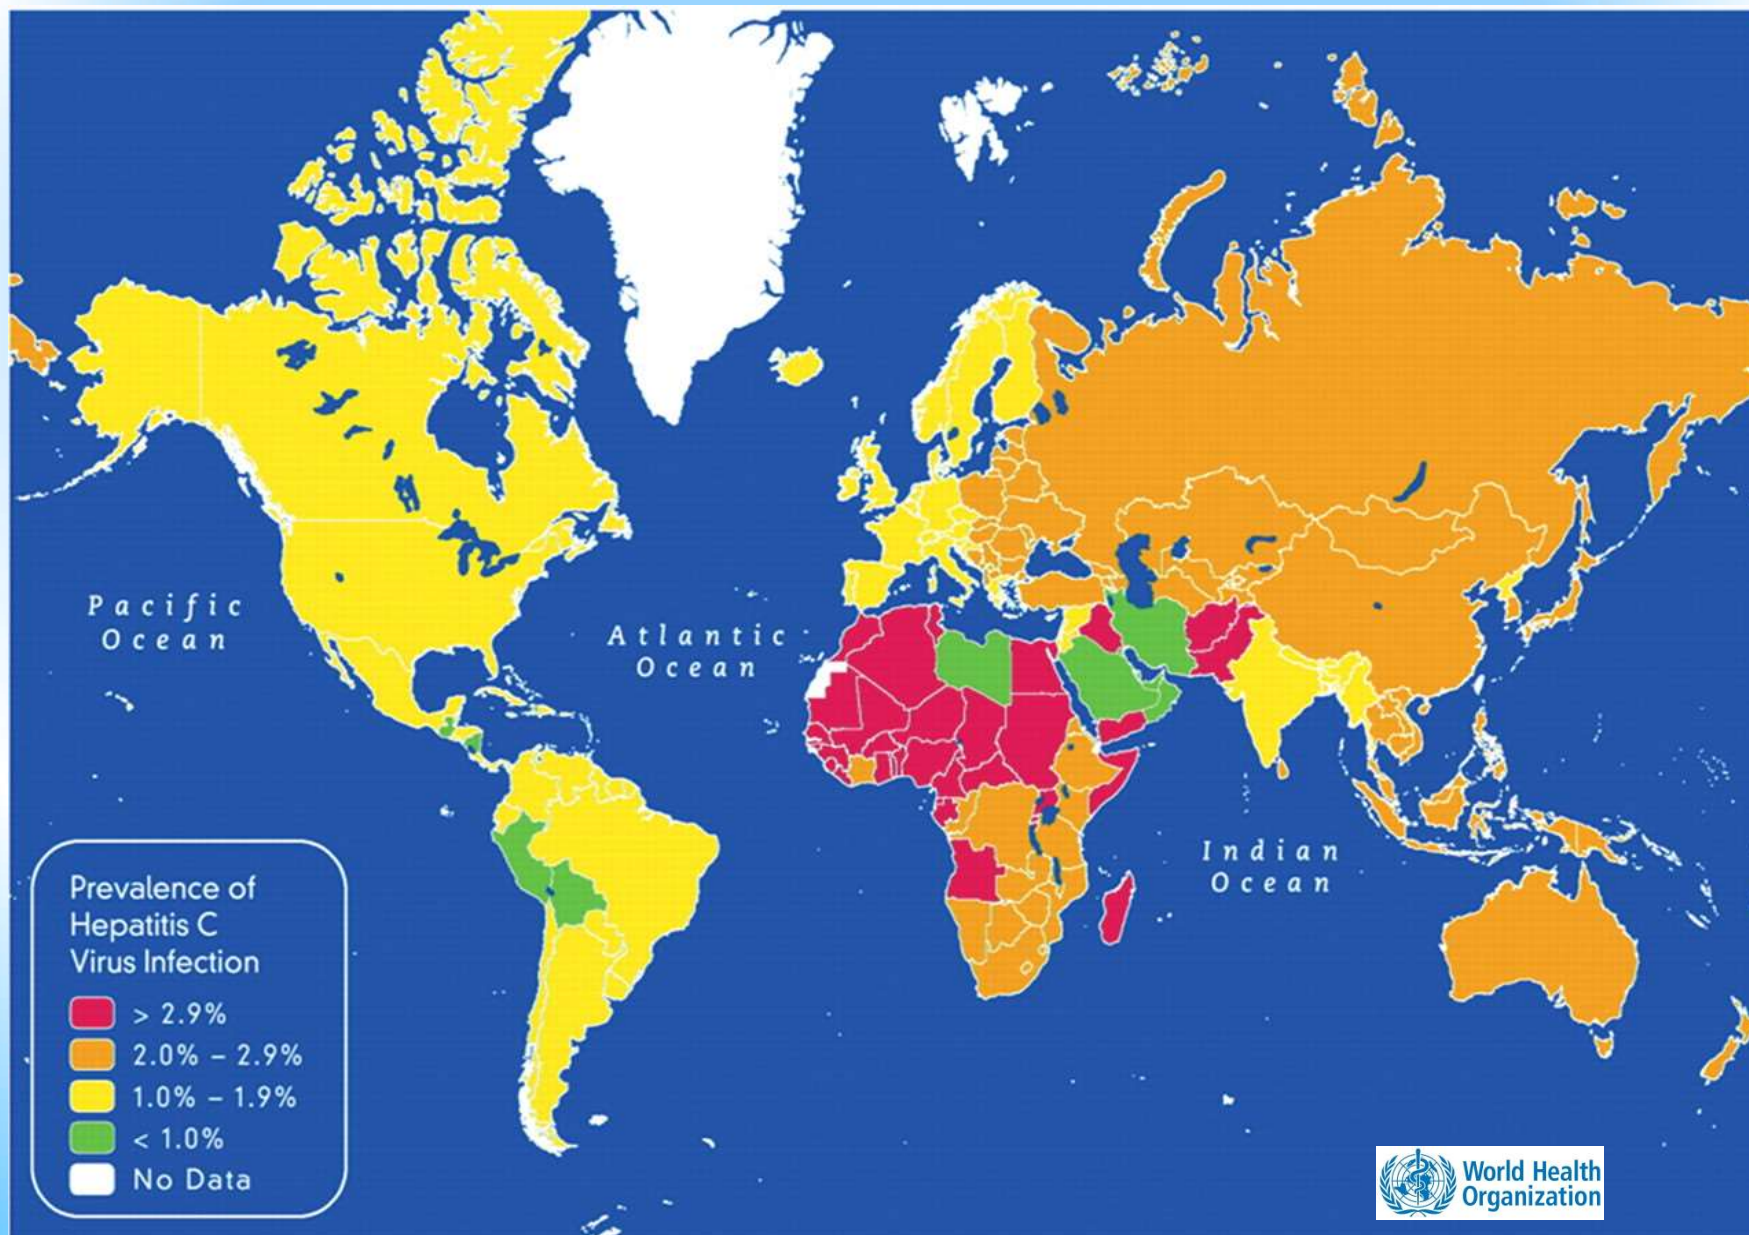 Pacific
Ocean
Atlantic
Ocean
Indian
Ocean
Prevalence of
Hepatitis C
Virus Infection
> 2.9%
2.0% – 2.9%
1.0% – 1.9%
< 1.0%
No Data
World Health
Organization